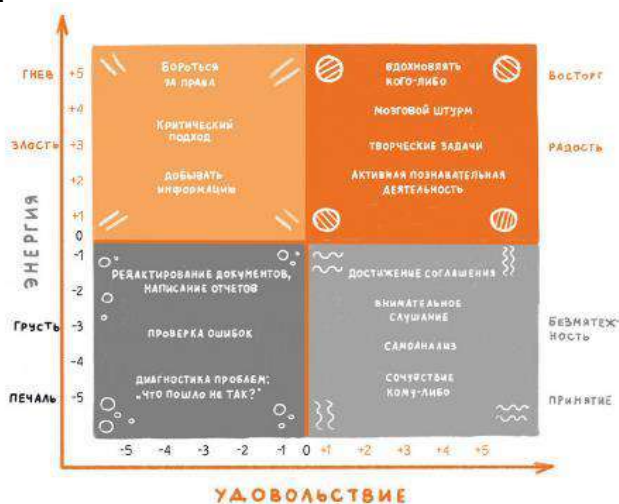 ГНЕВ
+5
+4
ЗЛОСТЬ
+3
+2
+1
0
ЭНЕРГИЯ
-1
-2
ГРУСТЬ
-3
-4
ПЕЧАЛЬ
-5
БОРОТЬСЯ
ЗА ПРАВА
КРИТИЧЕСКИЙ
ПОДХОД
ДОБЫВАТЬ
ИНФОРМАЦИЮ
ВДОХНОВЛЯТЬ
КОГО-ЛИБО
МОЗГОВОЙ ШТУРМ
ТВОРЧЕСКИЕ ЗАДАЧИ
АКТИВНАЯ ПОЗНАВАТЕЛЬНАЯ
ДЕЯТЕЛЬНОСТЬ
ВОСТОРГ
РАДОСТЬ
РЕДАКТИРОВАНИЕ ДОКУМЕНТОВ,
НАПИСАНИЕ ОТЧЕТОВ
ПРОВЕРКА ОШИБОК
ДИАГНОСТИКА ПРОБЛЕМ:
„ЧТО ПОШЛО НЕ ТАК?"
ДОСТИЖЕНИЕ СОГЛАШЕНИЯ
ВНИМАТЕЛЬНОЕ
СЛУШАНИЕ
САМОАНАЛИЗ
СОЧУВСТВИЕ
КОМУ-ЛИБО
БЕЗМЯТЕЖ-
НОСТЬ
ПРИНЯТИЕ
-5 -4 -3 -2 -1 0 +1 +2 +3 +4 +5
УДОВОЛЬСТВИЕ